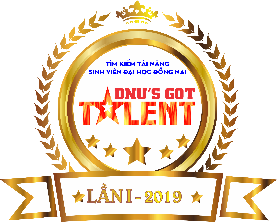 TÌM KIẾM TÀI NĂNG
SINH VIÊN ĐẠI HỌC ĐỒNG NAI
DNU'S GOT
TALENT
LẦN I - 2019